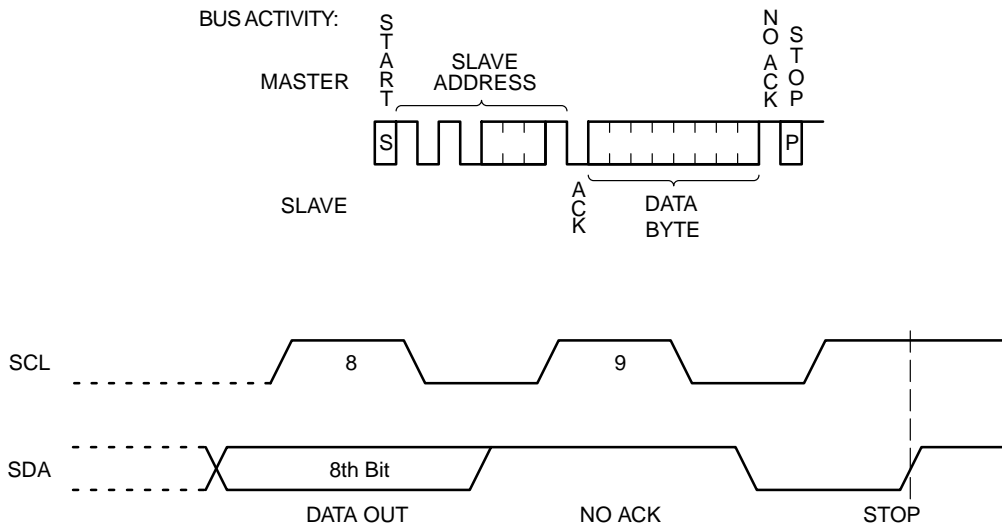 BUS ACTIVITY:
START
NO ACK
STOP
MASTER
SLAVE
ADDRESS
S
P
SLAVE
ACK
DATA
BYTE
SCL
8
9
SDA
8th Bit
DATA OUT
NO ACK
STOP